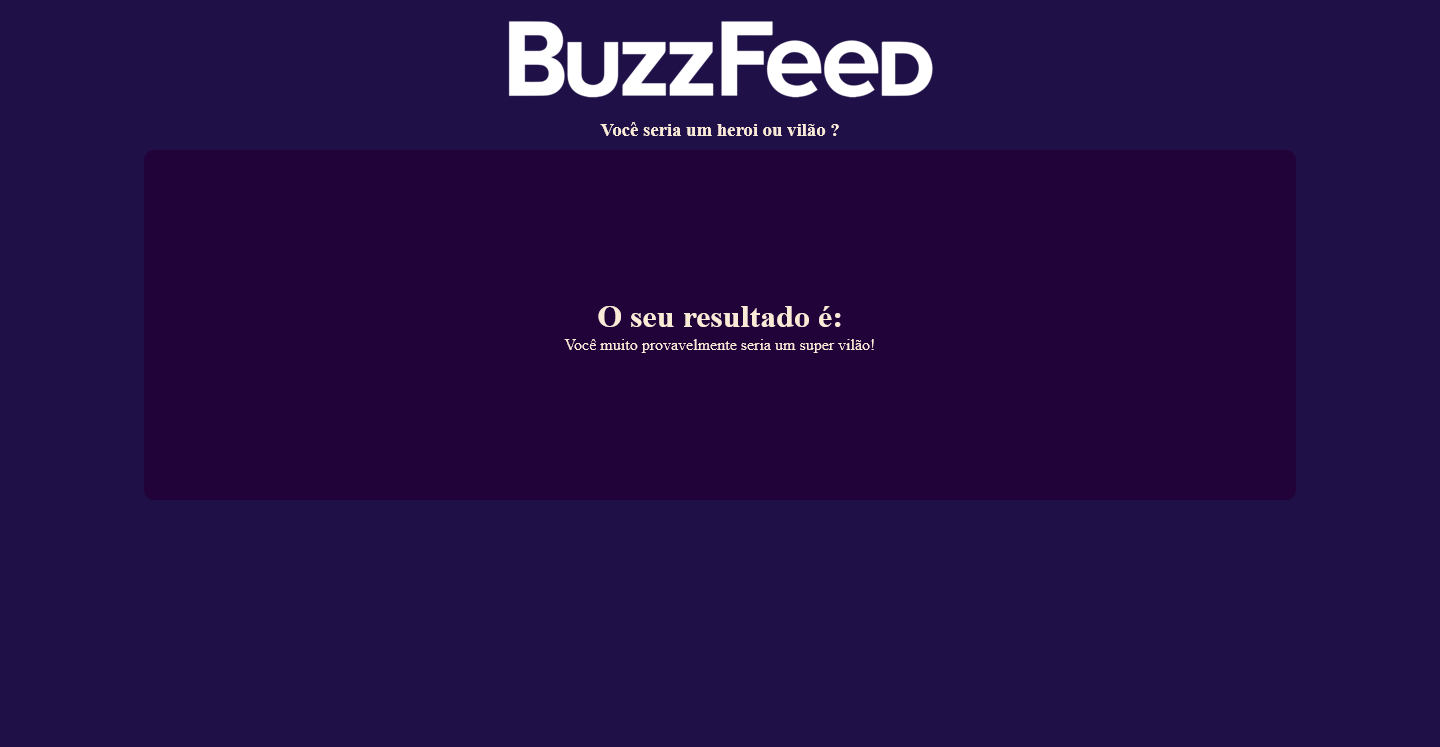 BuzzFeed
Você seria um heroi ou vilão ?
O seu resultado é:
Você muito provavelmente seria um super vilão!